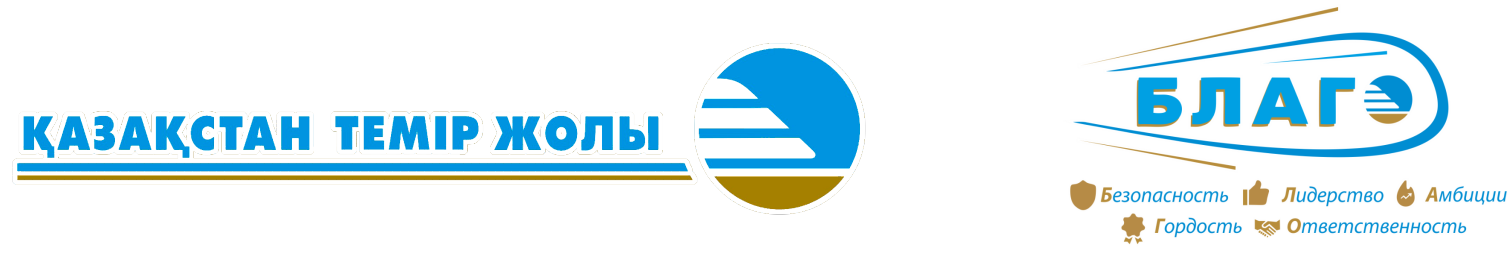 ҚАЗАҚСТАН ТЕМІР ЖОЛЫ
БЛАГО
Безопасность Лидерство Амбиции
Гордость Ответственность